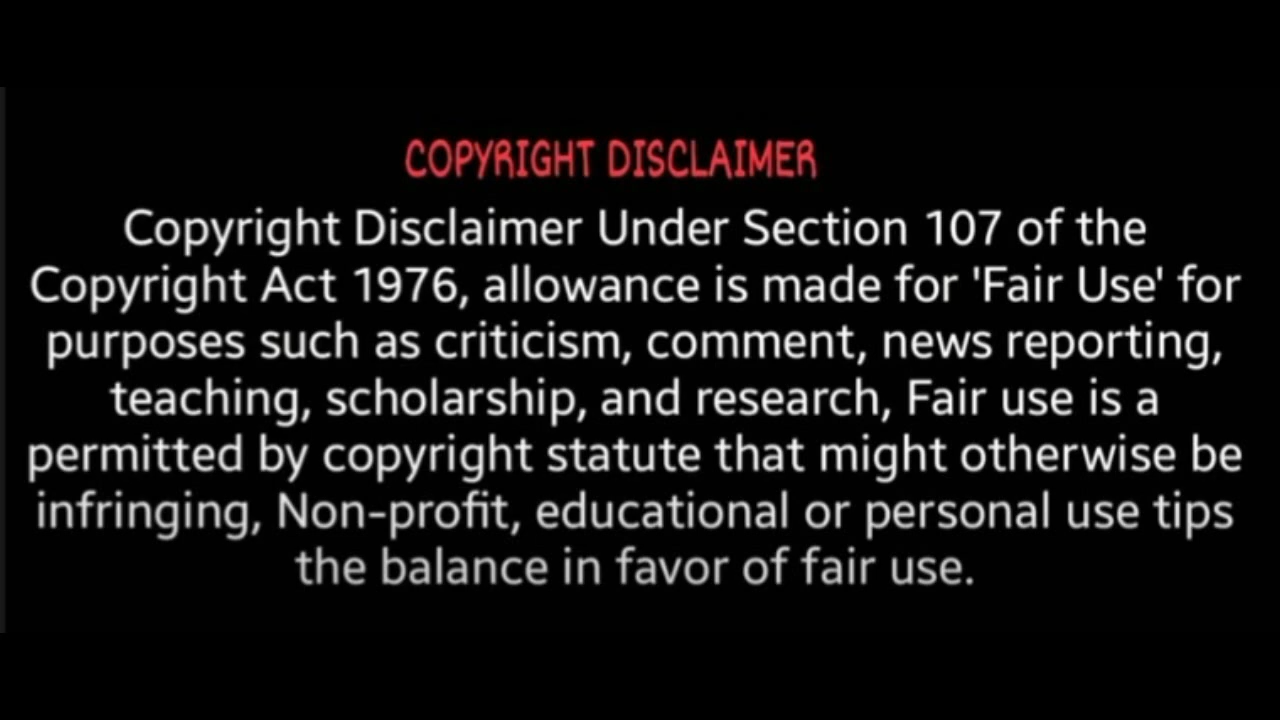 COPYRIGHT DISCLAIMER
Copyright Disclaimer Under Section 107 of the
Copyright Act 1976, allowance is made for 'Fair Use' for
purposes such as criticism, comment, news reporting,
teaching, scholarship, and research, Fair use is a
permitted by copyright statute that might otherwise be
infringing, Non-profit, educational or personal use tips
the balance in favor of fair use.